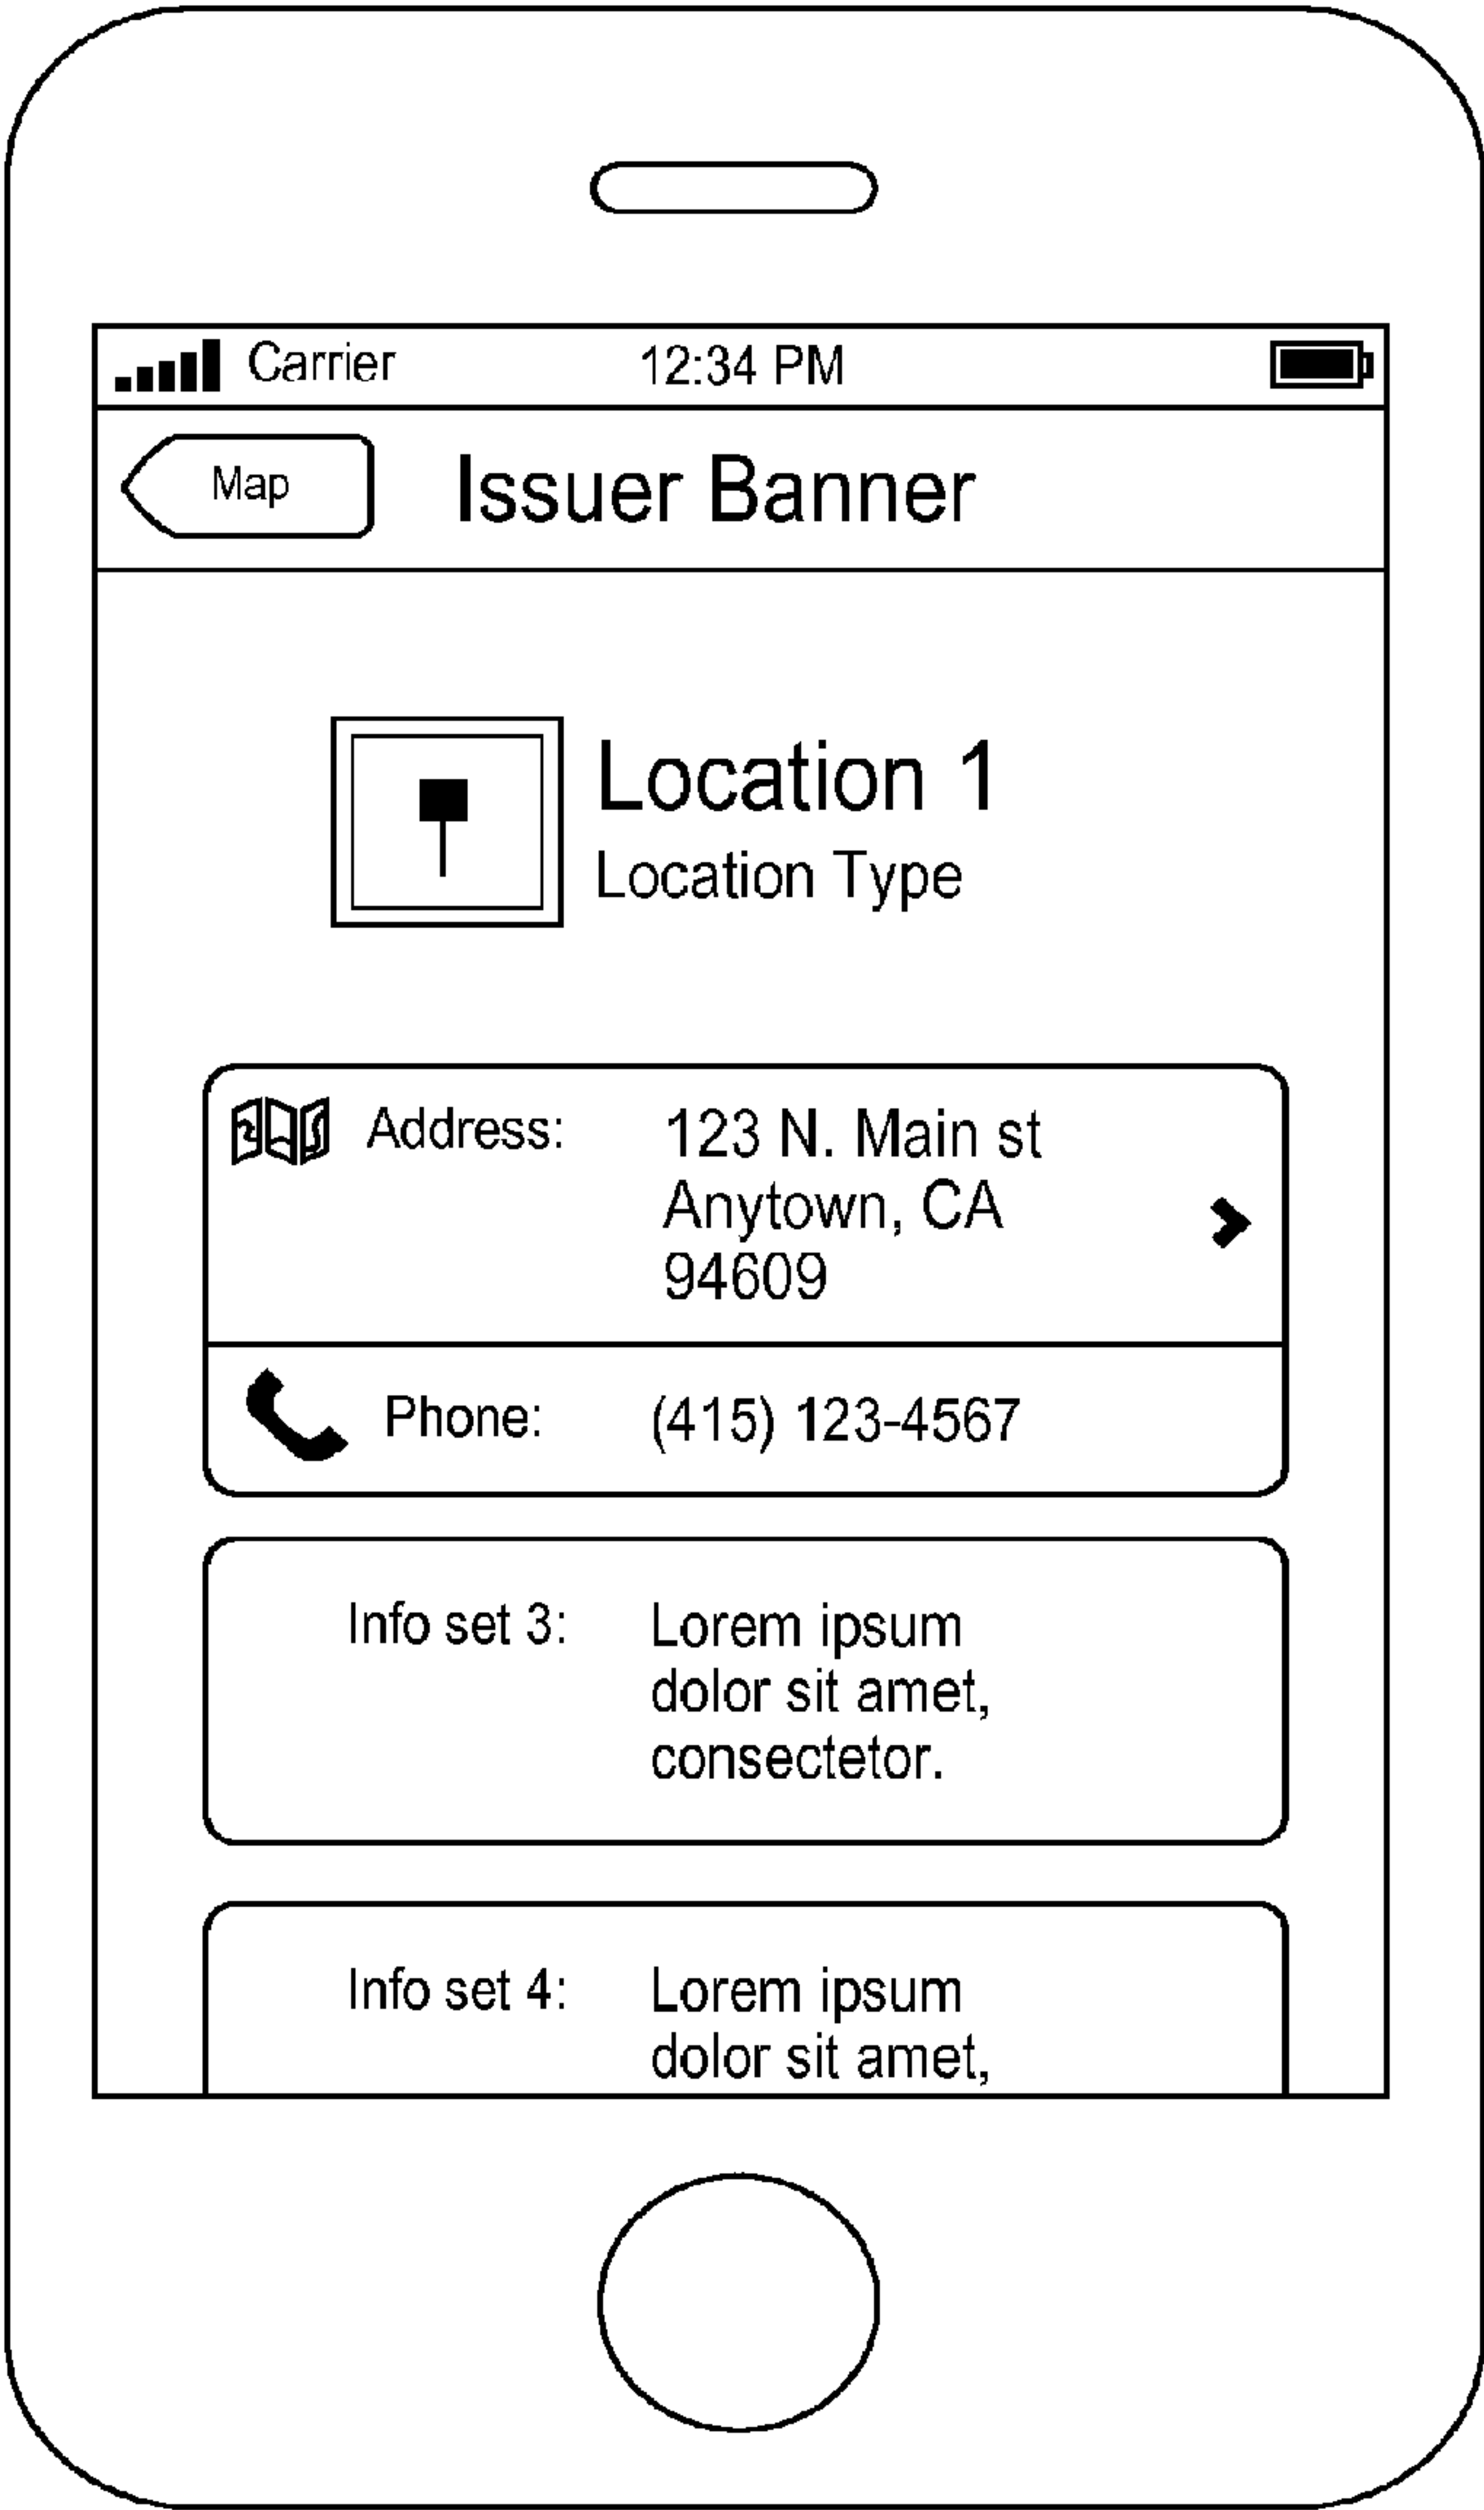 Carrier 12:34 PM
Map Issuer Banner
Location 1
Location Type
Address: 123 N. Main st
Anytown, CA
94609
Phone: (415) 123-4567
Info set 3: Lorem ipsum
dolor sit amet,
consectetor.
Info set 4: Lorem ipsum
dolor sit amet,